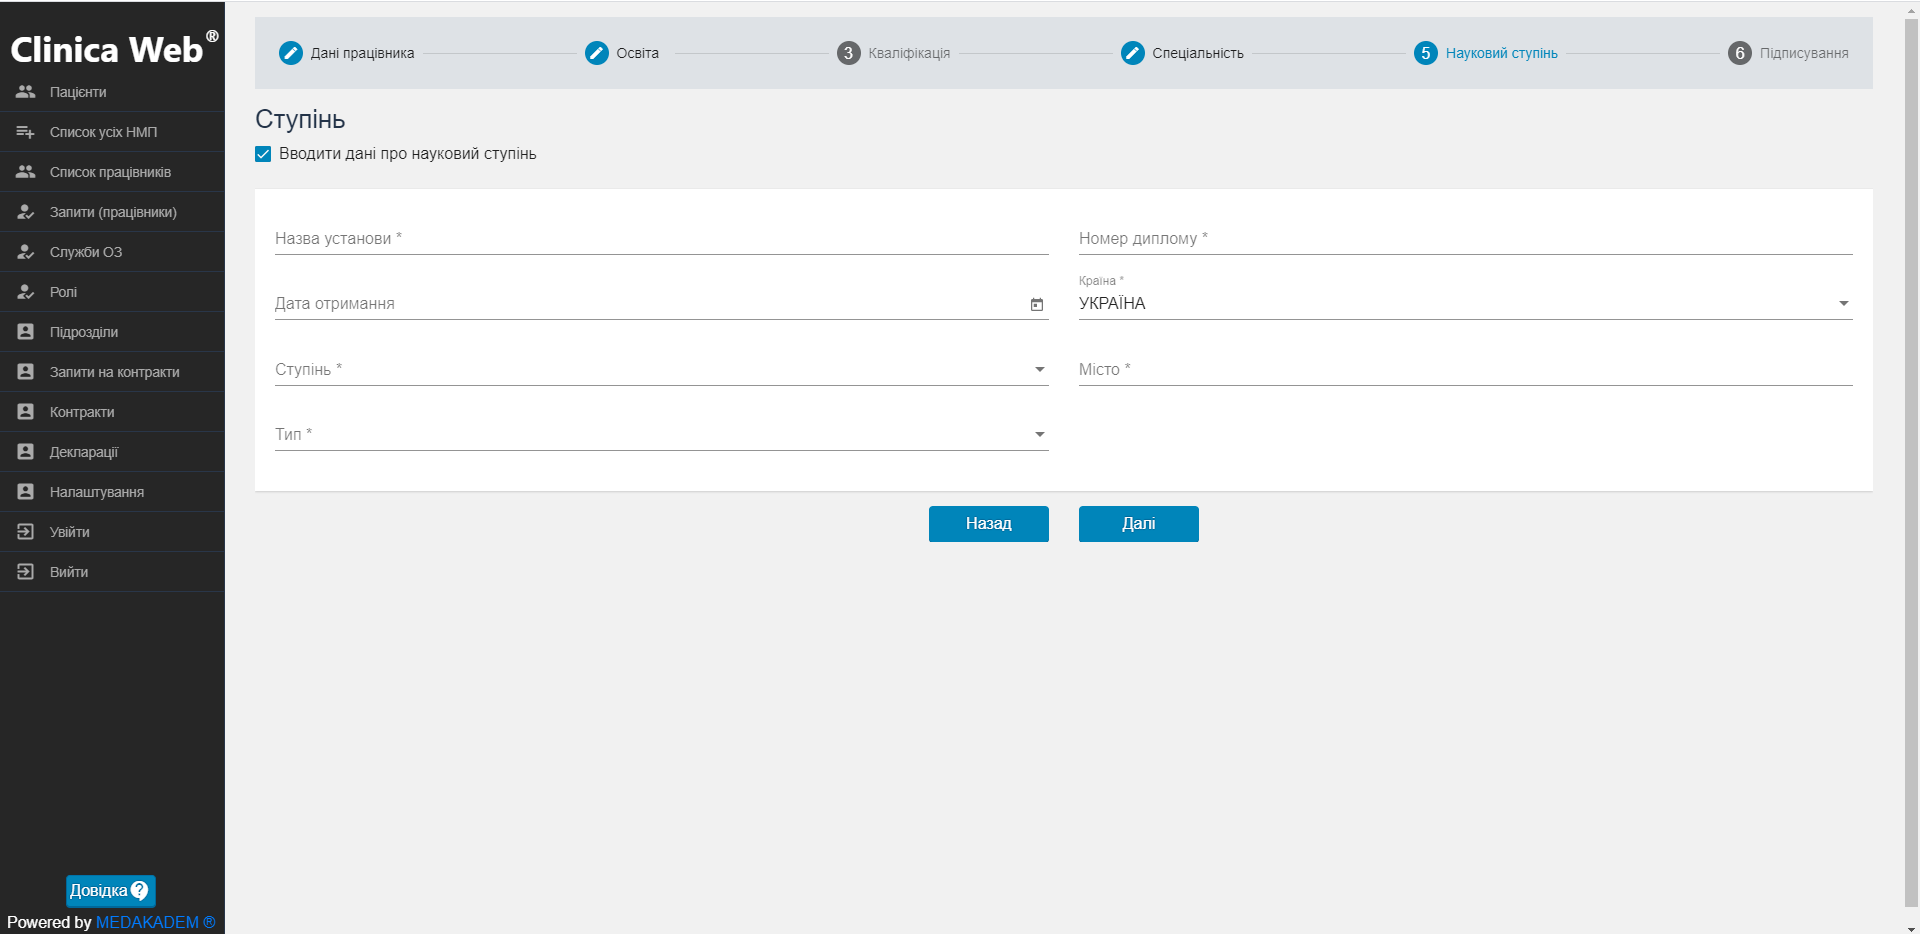 Clinica Web®
Пацієнти
Список усіх НМП
Список працівників
Запити (працівники)
Служби ОЗ
Ролі
Підрозділи
Запити на контракти
Контракти
Декларації
Налаштування
Увійти
Вийти
Довідка ?
Powered by MEDAKADEM ®
Дані працівника
Освіта
3 Кваліфікація
Спеціальність
5 Науковий ступінь
6 Підписування
Ступінь
Вводити дані про науковий ступінь
Назва установи *
Номер диплому *
Дата отримання
Країна *
УКРАЇНА
Ступінь *
Місто *
Тип *
Назад
Далі